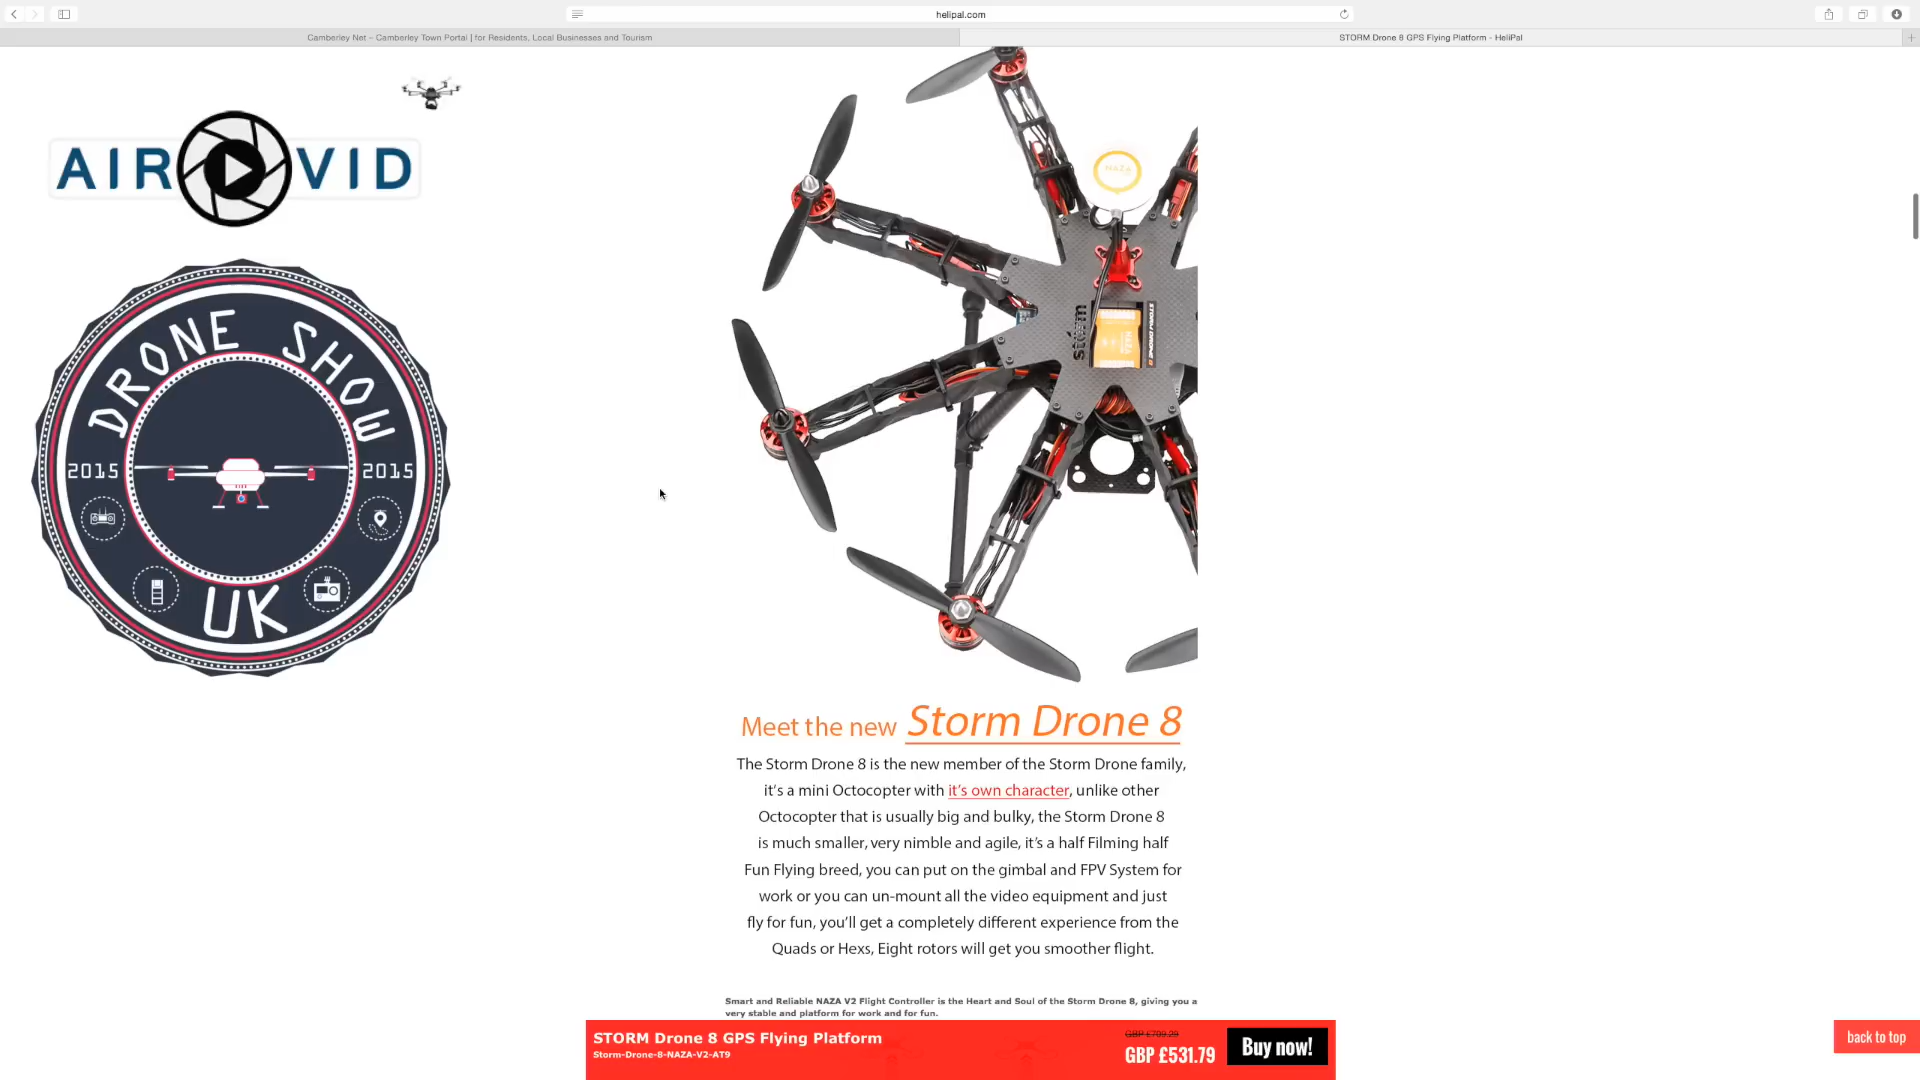 helipal.com
Camberley Net – Camberley Town Portal | for Residents, Local Businesses and Tourism
STORM Drone 8 GPS Flying Platform - HeliPal
AIR VID
DRONE SHOW
2015 2015
UK
NAZA
storm
STORM DRONE 8
NAZA
Meet the new Storm Drone 8
The Storm Drone 8 is the new member of the Storm Drone family,
it's a mini Octocopter with it's own character, unlike other
Octocopter that is usually big and bulky, the Storm Drone 8
is much smaller, very nimble and agile, it's a half Filming half
Fun Flying breed, you can put on the gimbal and FPV System for
work or you can un-mount all the video equipment and just
fly for fun, you'll get a completely different experience from the
Quads or Hexs, Eight rotors will get you smoother flight.
Smart and Reliable NAZA V2 Flight Controller is the Heart and Soul of the Storm Drone 8, giving you a
very stable and platform for work and for fun.
STORM Drone 8 GPS Flying Platform
Storm-Drone-8-NAZA-V2-AT9
GBP £709.29
GBP £531.79
Buy now!
back to top